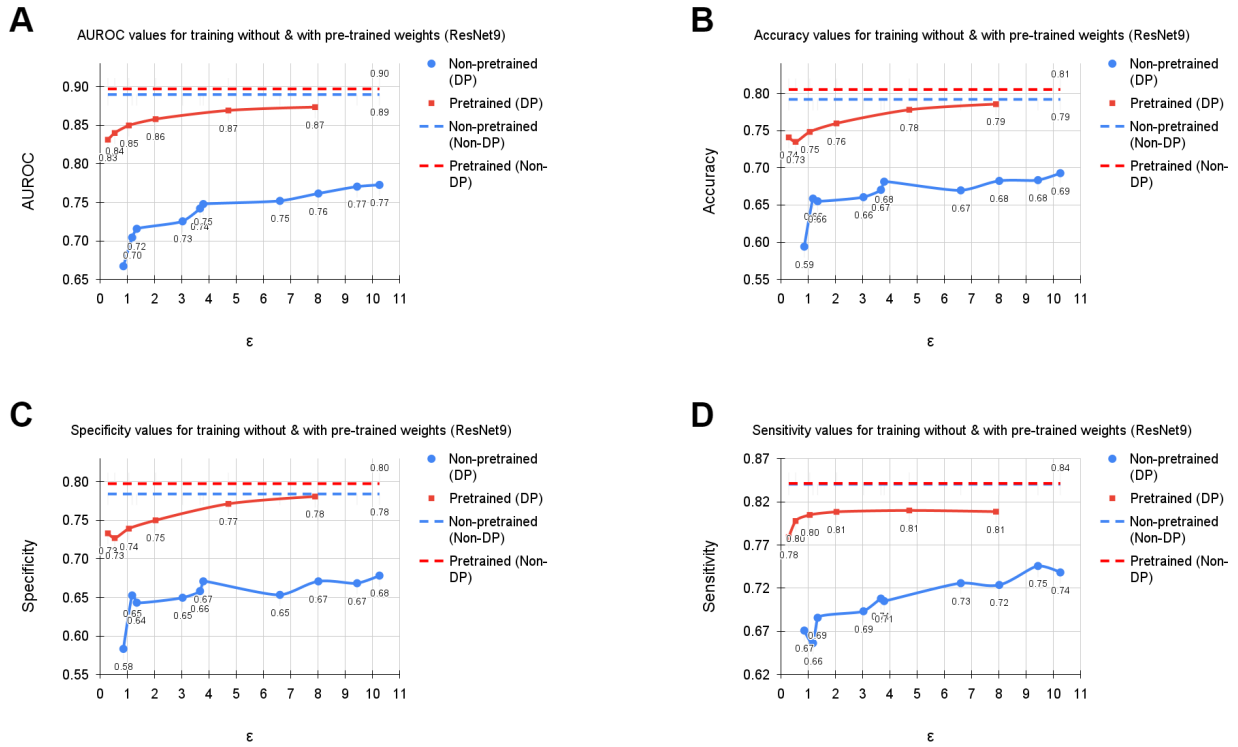 A
AUROC values for training without & with pre-trained weights (ResNet9)
AUROC
0.90
0.85
0.80
0.75
0.70
0.65
0.90
0.89
0.83
0.84
0.85
0.86
0.87
0.87
0.70
0.72
0.73
0.74
0.75
0.75
0.76
0.77
0.77
0 1 2 3 4 5 6 7 8 9 10 11
ε
Non-pretrained
(DP)
Pretrained (DP)
Non-pretrained
(Non-DP)
Pretrained (Non-
DP)
B
Accuracy values for training without & with pre-trained weights (ResNet9)
Accuracy
0.80
0.75
0.70
0.65
0.60
0.55
0.81
0.79
0.74
0.73
0.75
0.76
0.78
0.79
0.59
0.66
0.66
0.66
0.67
0.68
0.67
0.68
0.68
0.69
0 1 2 3 4 5 6 7 8 9 10 11
ε
Non-pretrained
(DP)
Pretrained (DP)
Non-pretrained
(Non-DP)
Pretrained (Non-
DP)
C
Specificity values for training without & with pre-trained weights (ResNet9)
Specificity
0.80
0.75
0.70
0.65
0.60
0.55
0.80
0.78
0.73
0.73
0.74
0.75
0.77
0.78
0.58
0.65
0.64
0.65
0.66
0.67
0.65
0.67
0.67
0.68
0 1 2 3 4 5 6 7 8 9 10 11
ε
Non-pretrained
(DP)
Pretrained (DP)
Non-pretrained
(Non-DP)
Pretrained (Non-
DP)
D
Sensitivity values for training without & with pre-trained weights (ResNet9)
Sensitivity
0.87
0.82
0.77
0.72
0.67
0.62
0.84
0.78
0.80
0.80
0.81
0.81
0.81
0.67
0.66
0.69
0.69
0.71
0.71
0.73
0.72
0.75
0.74
0 1 2 3 4 5 6 7 8 9 10 11
ε
Non-pretrained
(DP)
Pretrained (DP)
Non-pretrained
(Non-DP)
Pretrained (Non-
DP)